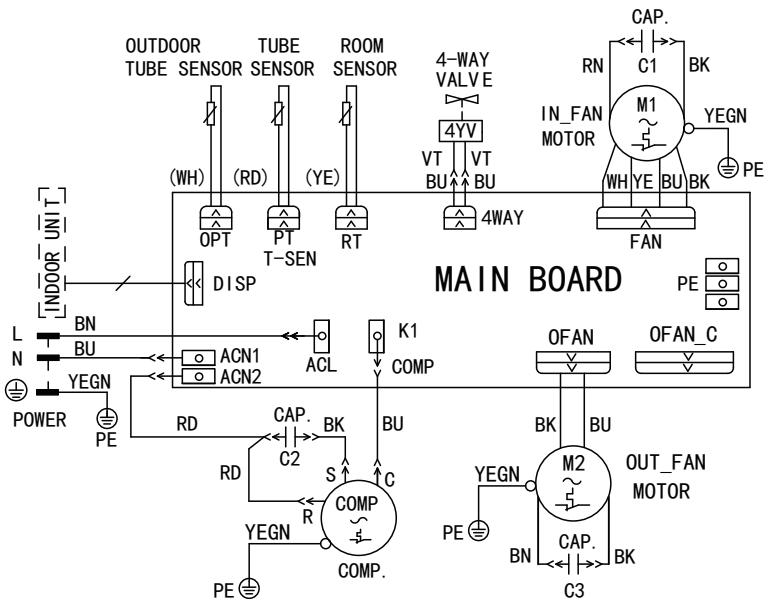 CAP.
OUTDOOR
TUBE SENSOR
TUBE
SENSOR
ROOM
SENSOR
4-WAY
VALVE
RN
C1
BK
M1
IN_FAN
MOTOR
YEGN
4YV
PE
VT
VT
(WH)
(RD)
(YE)
BU
BU
WH
YE
BU
BK
OPT
PT
T-SEN
RT
4WAY
FAN
INDOOR UNIT
DISP
MAIN BOARD
PE
L
BN
N
BU
ACN1
ACN2
ACL
K1
COMP
OFAN
OFAN_C
YEGN
POWER
PE
RD
CAP.
BK
BU
C2
RD
S
C
R
COMP
YEGN
PE
COMP.
BK
BU
M2
OUT_FAN
MOTOR
YEGN
PE
BN
CAP.
BK
C3